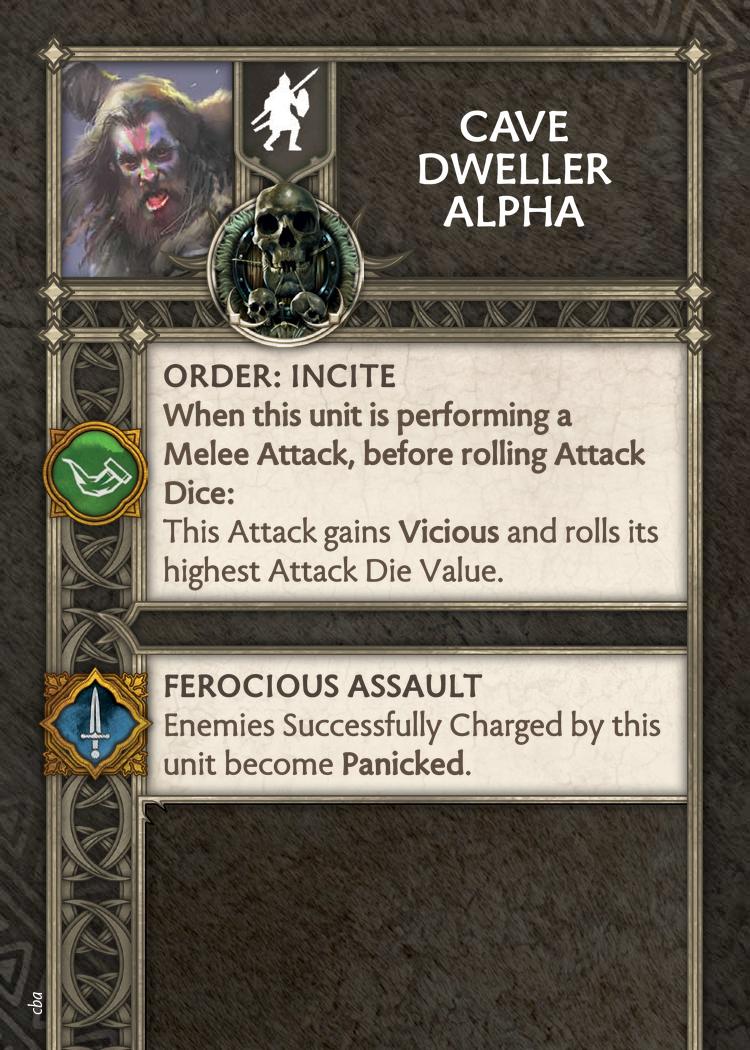 CAVE
DWELLER
ALPHA
ORDER: INCITE
When this unit is performing a
Melee Attack, before rolling Attack
Dice:
This Attack gains Vicious and rolls its
highest Attack Die Value.
FEROCIOUS ASSAULT
Enemies Successfully Charged by this
unit become Panicked.
cba